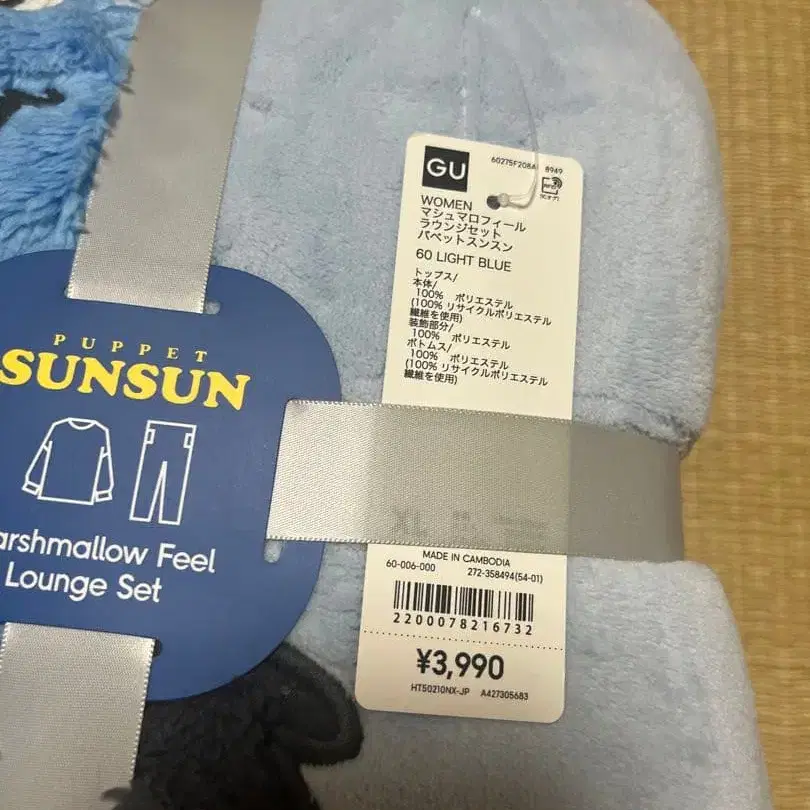 GU
60275F208A 8949
WOMEN
マシュマロフィール
ラウンジセット
パペットスンスン
60 LIGHT BLUE
トップス/
本体/
100% ポリエステル
(100% リサイクルポリエステル
繊維を使用)
装飾部分/
100% ポリエステル
ボトムス/
100% ポリエステル
(100% リサイクルポリエステル
繊維を使用)
XL
MADE IN CAMBODIA
60-006-000 272-358494(54-01)
2200078216732
¥3,990
HT50210NX-JP A427305683
PUPPET
SUNSUN
arshmallow Feel
Lounge Set